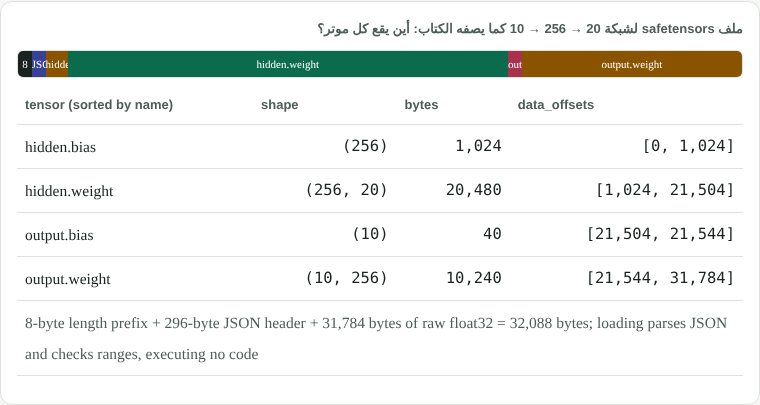 ملف safetensors لشبكة 20 → 256 → 10 كما يصفه الكتاب: أين يقع كل موتر؟
8 JSO hidde hidden.weight out output.weight
tensor (sorted by name) shape bytes data_offsets
hidden.bias (256) 1,024 [0, 1,024]
hidden.weight (256, 20) 20,480 [1,024, 21,504]
output.bias (10) 40 [21,504, 21,544]
output.weight (10, 256) 10,240 [21,544, 31,784]
8-byte length prefix + 296-byte JSON header + 31,784 bytes of raw float32 = 32,088 bytes; loading parses JSON
and checks ranges, executing no code